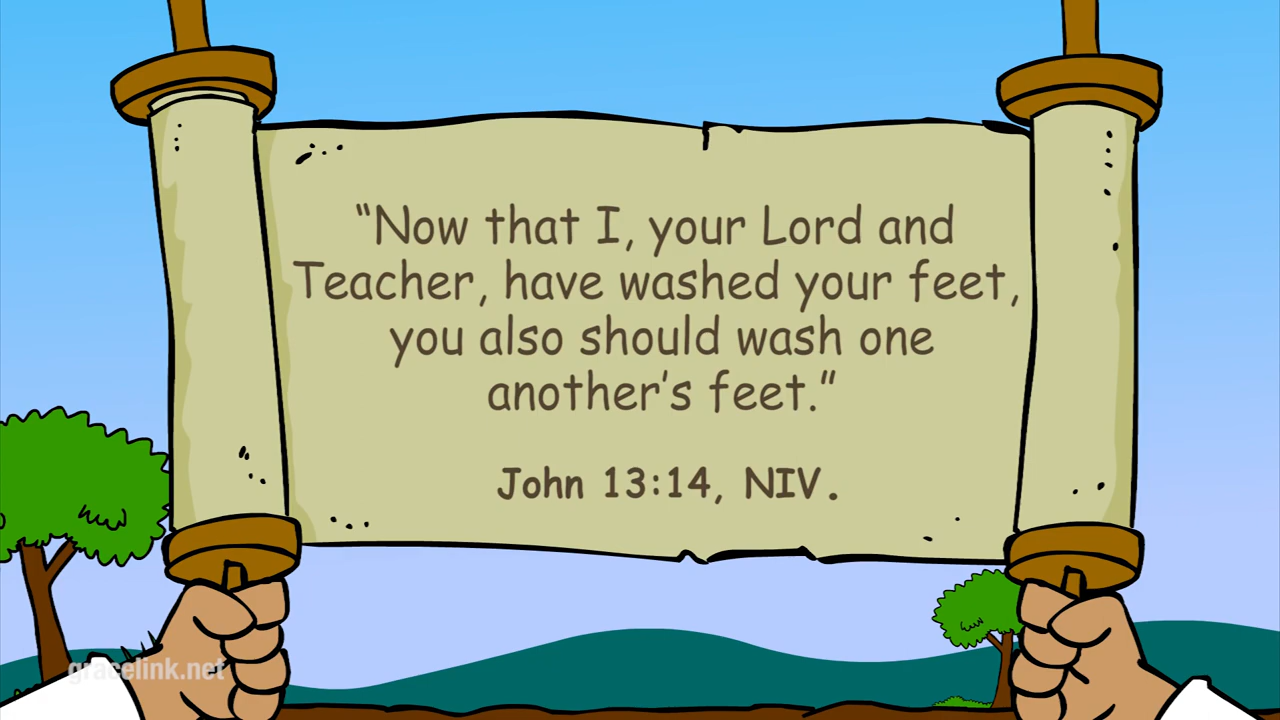 “Now that I, your Lord and
Teacher, have washed your feet,
you also should wash one
another’s feet.”
John 13:14, NIV.
gracelink.net